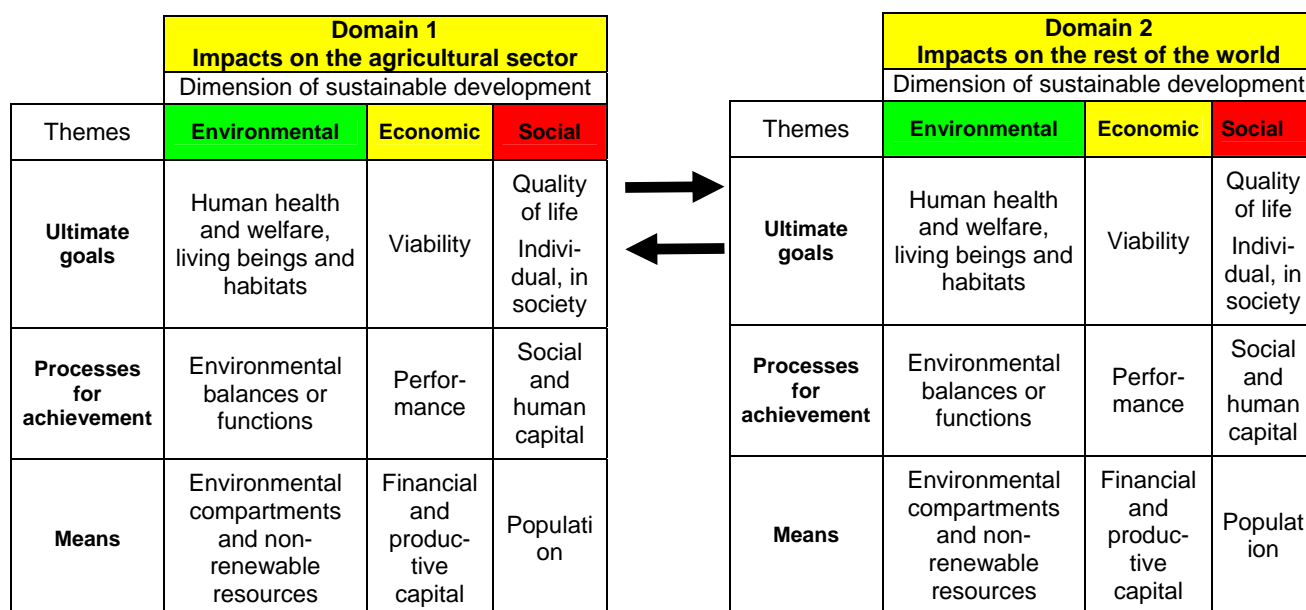 Domain 1
Impacts on the agricultural sector
Dimension of sustainable development
Themes
Environmental
Economic
Social
Ultimate
goals
Human health
and welfare,
living beings and
habitats
Viability
Quality
of life
Indivi-
dual, in
society
Processes
for
achievement
Environmental
balances or
functions
Perfor-
mance
Social
and
human
capital
Means
Environmental
compartments
and non-
renewable
resources
Financial
and
produc-
tive
capital
Populati
on
Domain 2
Impacts on the rest of the world
Dimension of sustainable development
Themes
Environmental
Economic
Social
Ultimate
goals
Human health
and welfare,
living beings and
habitats
Viability
Quality
of life
Indivi-
dual, in
society
Processes
for
achievement
Environmental
balances or
functions
Perfor-
mance
Social
and
human
capital
Means
Environmental
compartments
and non-
renewable
resources
Financial
and
produc-
tive
capital
Populat
ion